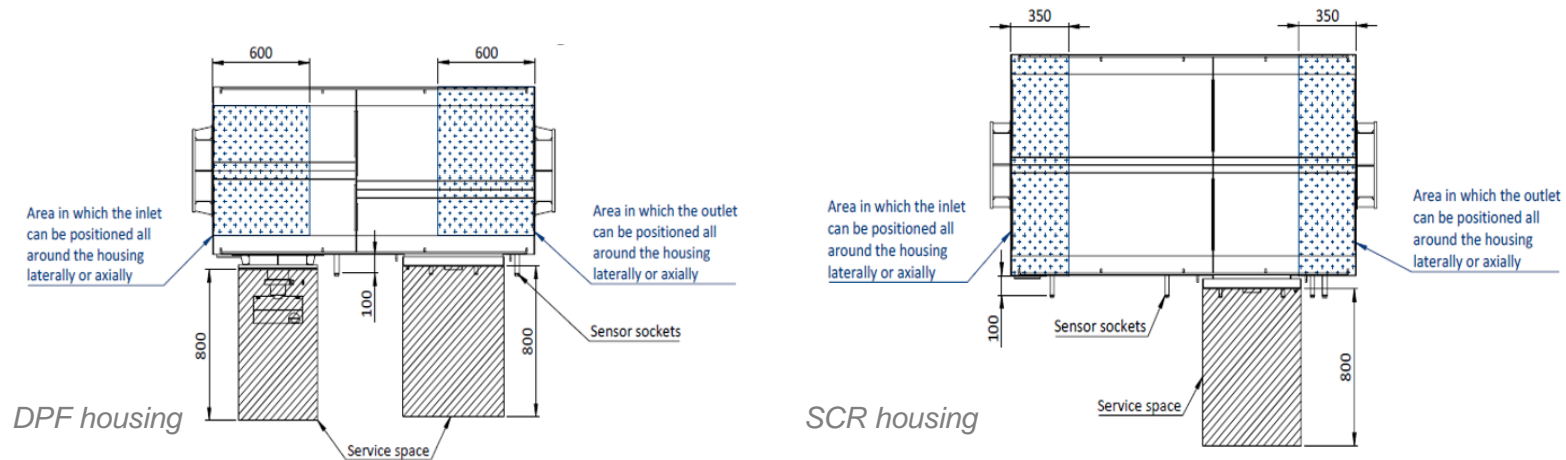 600
600
Area in which the inlet
can be positioned all
around the housing
laterally or axially
Area in which the outlet
can be positioned all
around the housing
laterally or axially
100
800
800
Sensor sockets
DPF housing
Service space
350
350
Area in which the inlet
can be positioned all
around the housing
laterally or axially
Area in which the outlet
can be positioned all
around the housing
laterally or axially
100
Sensor sockets
800
Service space
SCR housing